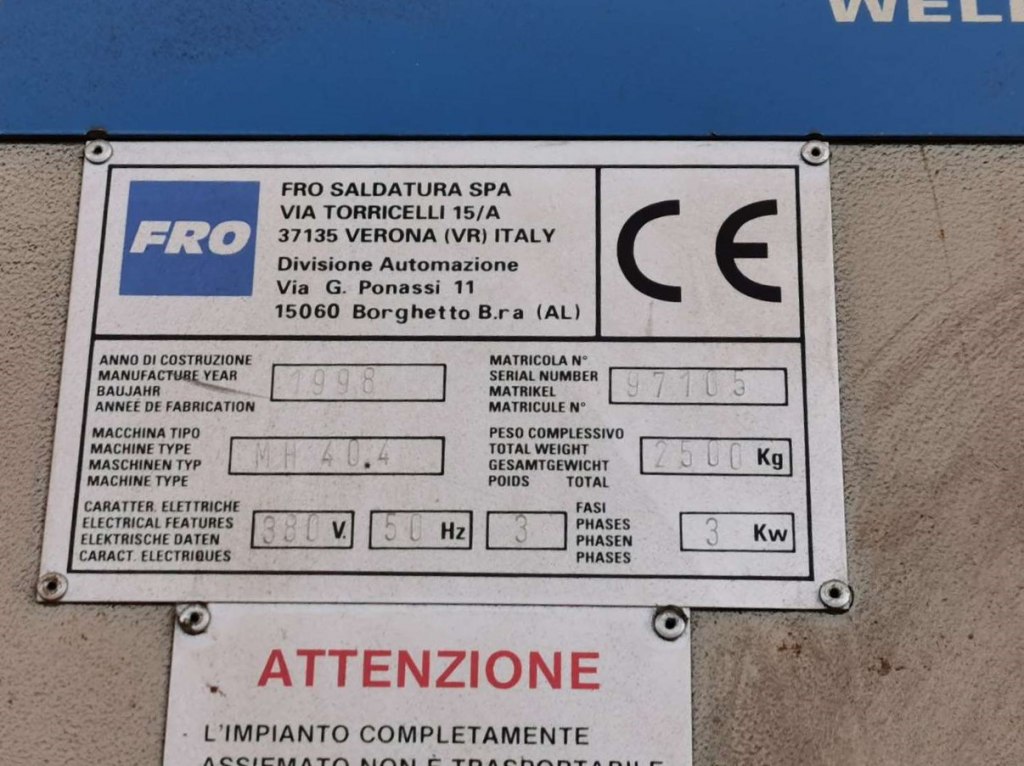 WEL
FRO
FRO SALDATURA SPA
VIA TORRICELLI 15/A
37135 VERONA (VR) ITALY
Divisione Automazione
Via G. Ponassi 11
15060 Borghetto B.ra (AL)
CE
ANNO DI COSTRUZIONE
MANUFACTURE YEAR
BAUJAHR
ANNEE DE FABRICATION
1998
MATRICOLA N°
SERIAL NUMBER
MATRIKEL
MATRICULE N°
97105
MACCHINA TIPO
MACHINE TYPE
MASCHINEN TYP
MACHINE TYPE
MH 40.4
PESO COMPLESSIVO
TOTAL WEIGHT
GESAMTGEWICHT
POIDS TOTAL
2500 Kg
CARATTER. ELETTRICHE
ELECTRICAL FEATURES
ELEKTRISCHE DATEN
CARACT. ELECTRIQUES
380 V.
50 Hz
3
FASI
PHASES
PHASEN
PHASES
3 Kw
ATTENZIONE
L'IMPIANTO COMPLETAMENTE
ASSIEMATO NON È TRASPORTABILE